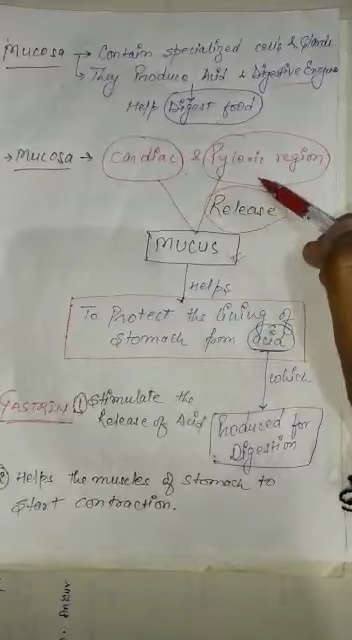 Mucosa → Contain specialized cells & Glands
→ They Produce Acid & Digestive Enzyme
Help Digest food
→ Mucosa → Cardiac & Pyloric region
Release
MUCUS
Helps
To Protect the lining of
stomach from acid
which
GASTRIN ① Stimulate the
Release of Acid
Produced for
Digestion
② Helps the muscles of stomach to
start contraction.